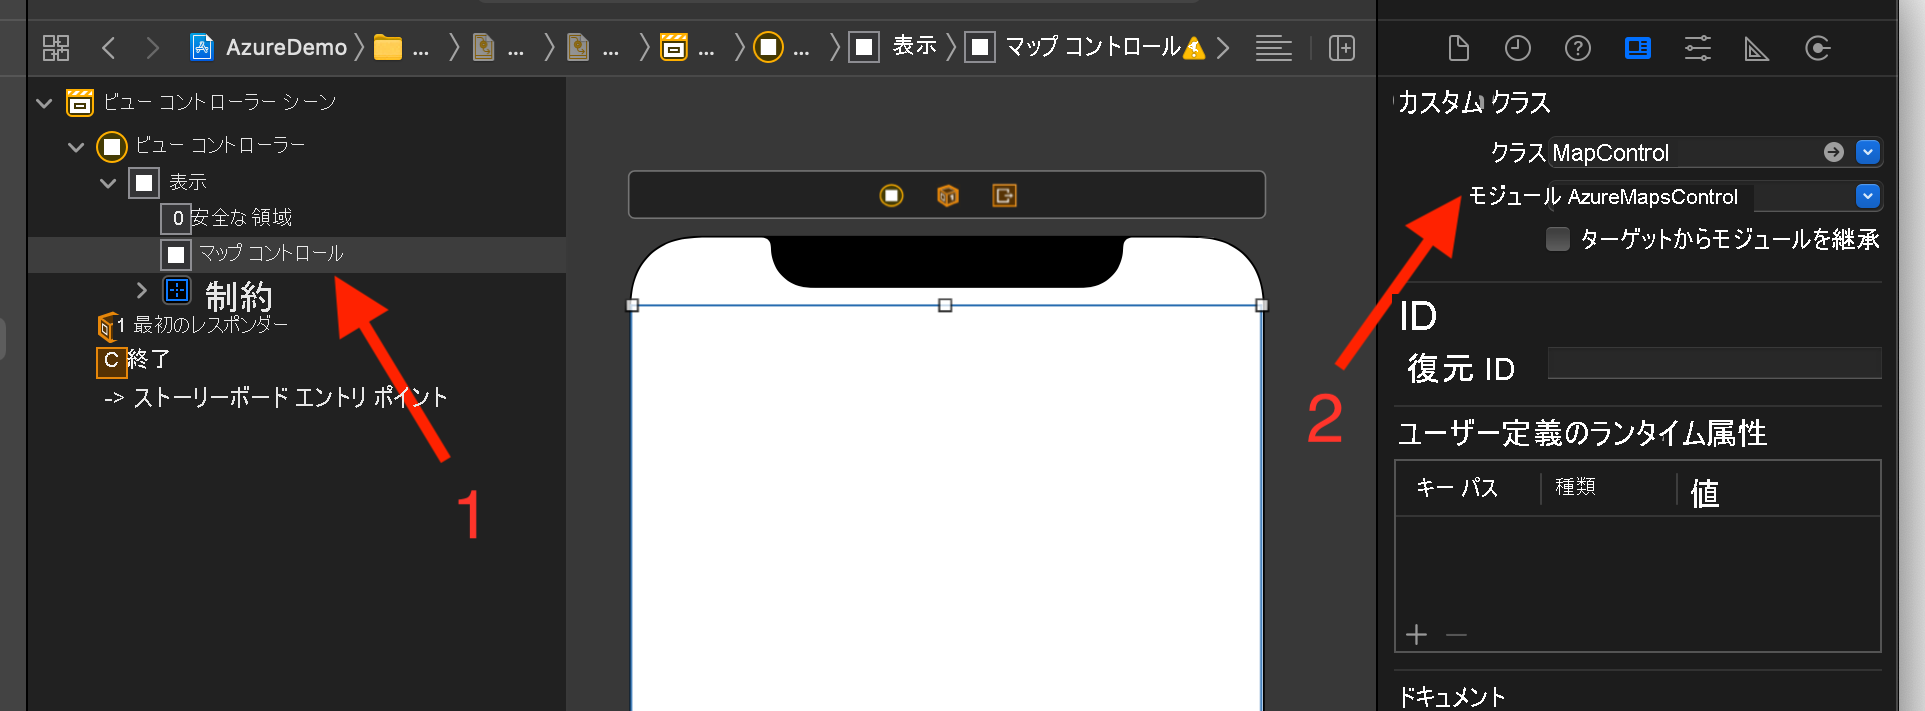 AzureDemo ... ... ... ... ... 表示 マップ コントロール
ビュー コントローラー シーン
ビュー コントローラー
表示
0 安全な 領域
マップ コントロール
制約
1 最初のレスポンダー
C 終了
-> ストーリーボード エントリ ポイント
1
カスタム クラス
クラス MapControl
モジュール AzureMapsControl
ターゲットからモジュールを継承
ID
復元 ID
2
ユーザー定義のランタイム属性
キー パス 種類 値
ドキュメント